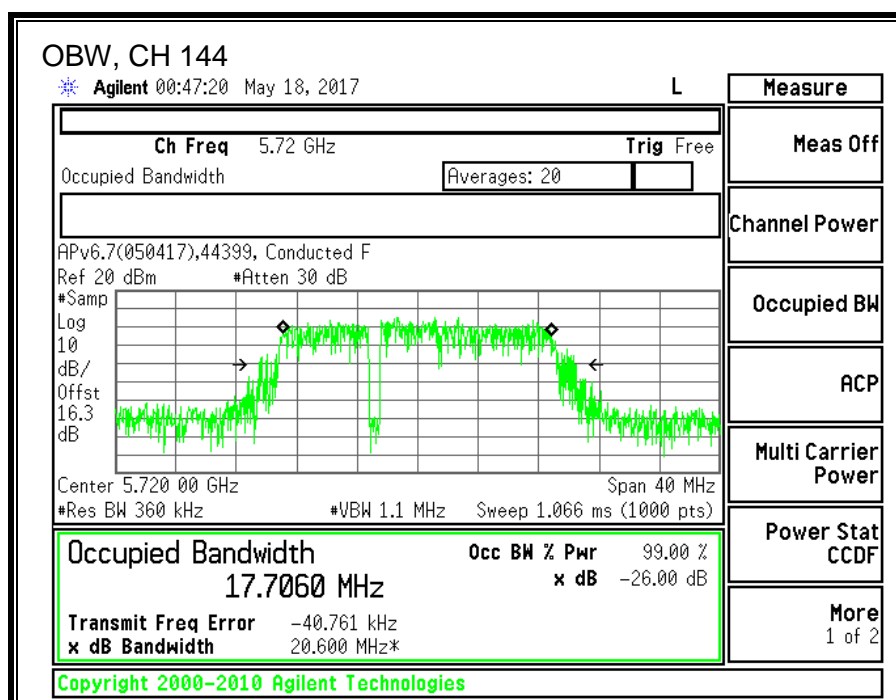 OBW, CH 144
Agilent 00:47:20 May 18, 2017 L
Measure
Ch Freq 5.72 GHz Trig Free
Meas Off
Occupied Bandwidth Averages: 20
Channel Power
APv6.7(050417),44399, Conducted F
Ref 20 dBm #Atten 30 dB
#Samp
Log
10
dB/
Offst
16.3
dB
Occupied BW
ACP
Center 5.720 00 GHz Span 40 MHz
#Res BW 360 kHz #VBW 1.1 MHz Sweep 1.066 ms (1000 pts)
Multi Carrier
Power
Occupied Bandwidth Occ BW % Pwr 99.00 %
17.7060 MHz x dB -26.00 dB
Power Stat
CCDF
Transmit Freq Error -40.761 kHz
x dB Bandwidth 20.600 MHz*
More
1 of 2
Copyright 2000-2010 Agilent Technologies